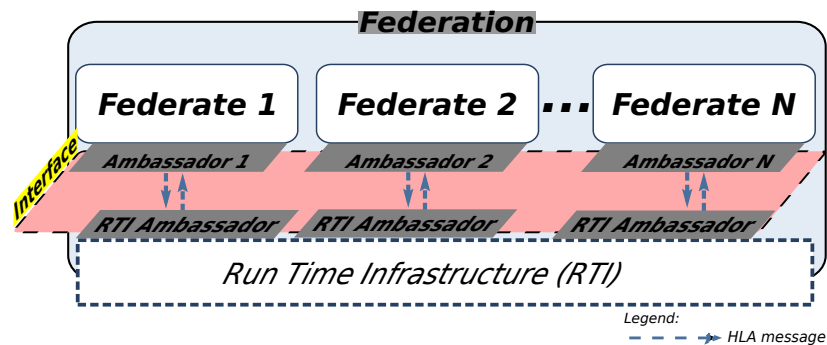 Federation
Federate 1
Federate 2
...
Federate N
Interface
Ambassador 1
Ambassador 2
Ambassador N
RTI Ambassador
RTI Ambassador
RTI Ambassador
Run Time Infrastructure (RTI)
Legend:
HLA message